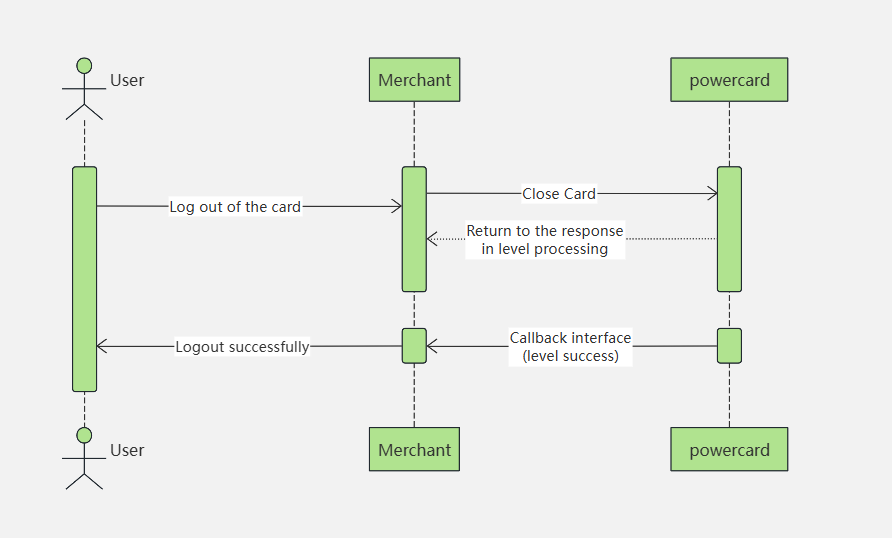 User
Merchant
powercard
Close Card
Log out of the card
Return to the response
in level processing
Callback interface
(level success)
Logout successfully
User
Merchant
powercard